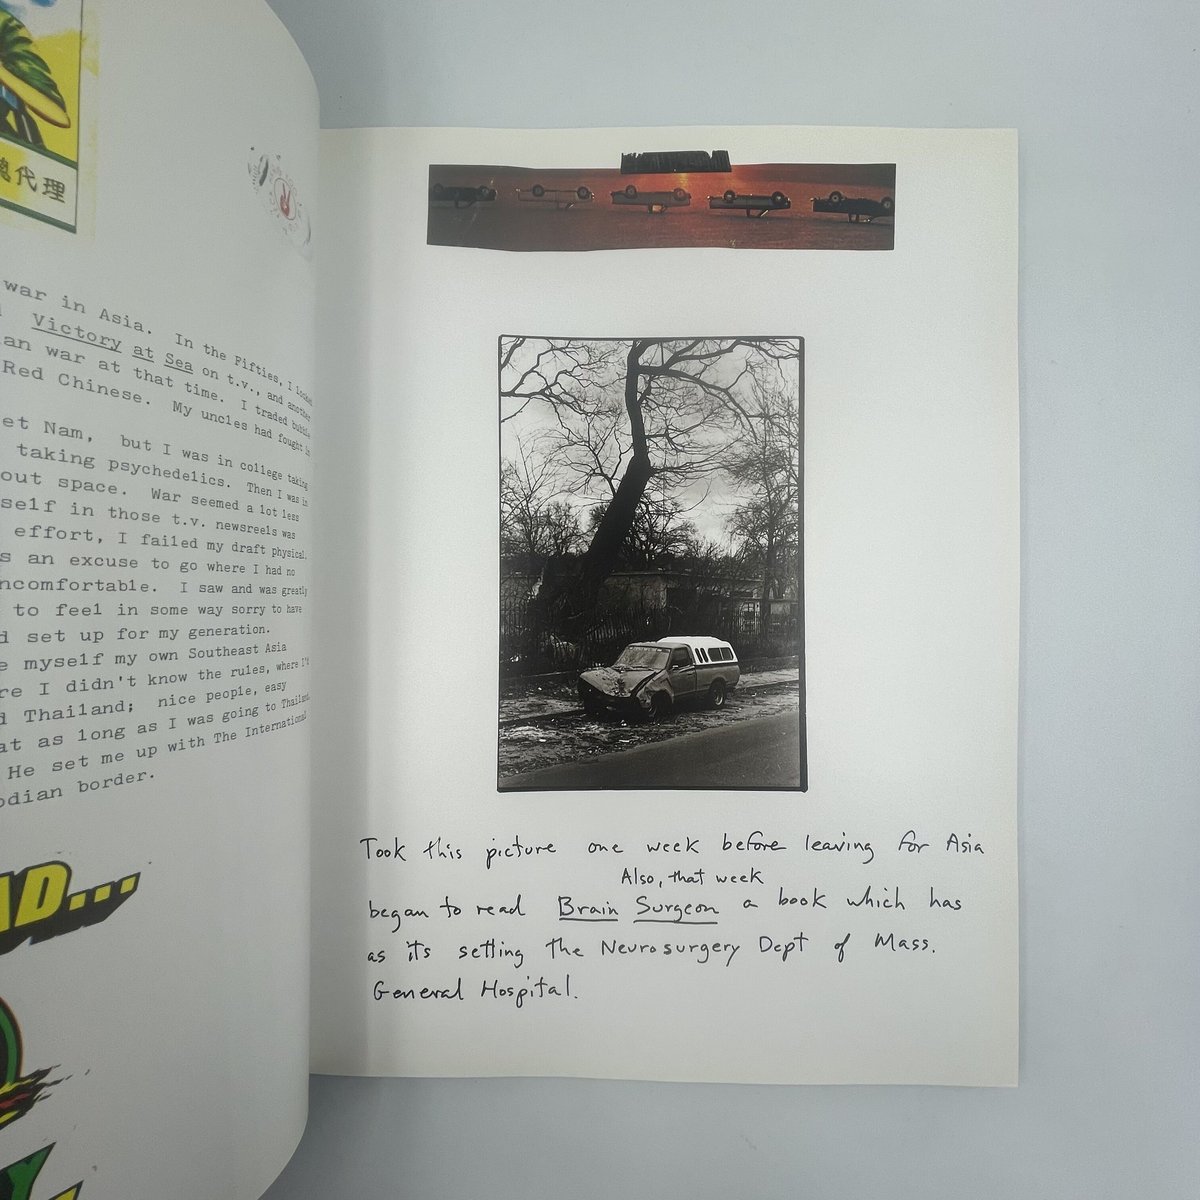 總代理
war in Asia. In the Fifties, I looked
Victory at Sea on t.v., and another
an war at that time. I traded bubble
Red Chinese. My uncles had fought in
et Nam, but I was in college taking
taking psychedelics. Then I was in
out space. War seemed a lot less
self in those t.v. newsreels was
effort, I failed my draft physical.
s an excuse to go where I had no
ncomfortable. I saw and was greatly
to feel in some way sorry to have
d set up for my generation.
e myself my own Southeast Asia
re I didn't know the rules, where I'd
d Thailand; nice people, easy
at as long as I was going to Thailand,
He set me up with The International
odian border.
AD...
Took this picture one week before leaving for Asia
Also, that week
began to read Brain Surgeon a book which has
as its setting the Neurosurgery Dept of Mass.
General Hospital.